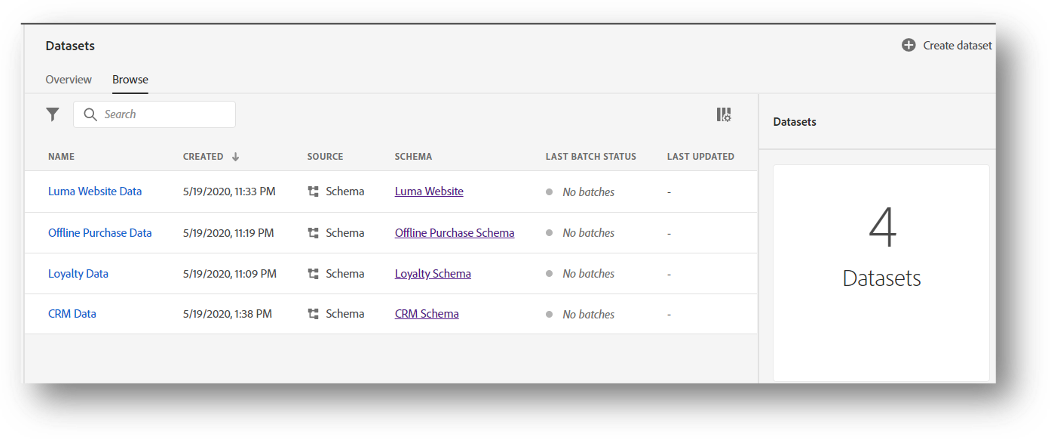 Datasets
Create dataset
Overview Browse
Search
NAME CREATED SOURCE SCHEMA LAST BATCH STATUS LAST UPDATED
Luma Website Data 5/19/2020, 11:33 PM Schema Luma Website No batches -
Offline Purchase Data 5/19/2020, 11:19 PM Schema Offline Purchase Schema No batches -
Loyalty Data 5/19/2020, 11:09 PM Schema Loyalty Schema No batches -
CRM Data 5/19/2020, 1:38 PM Schema CRM Schema No batches -
Datasets
4
Datasets